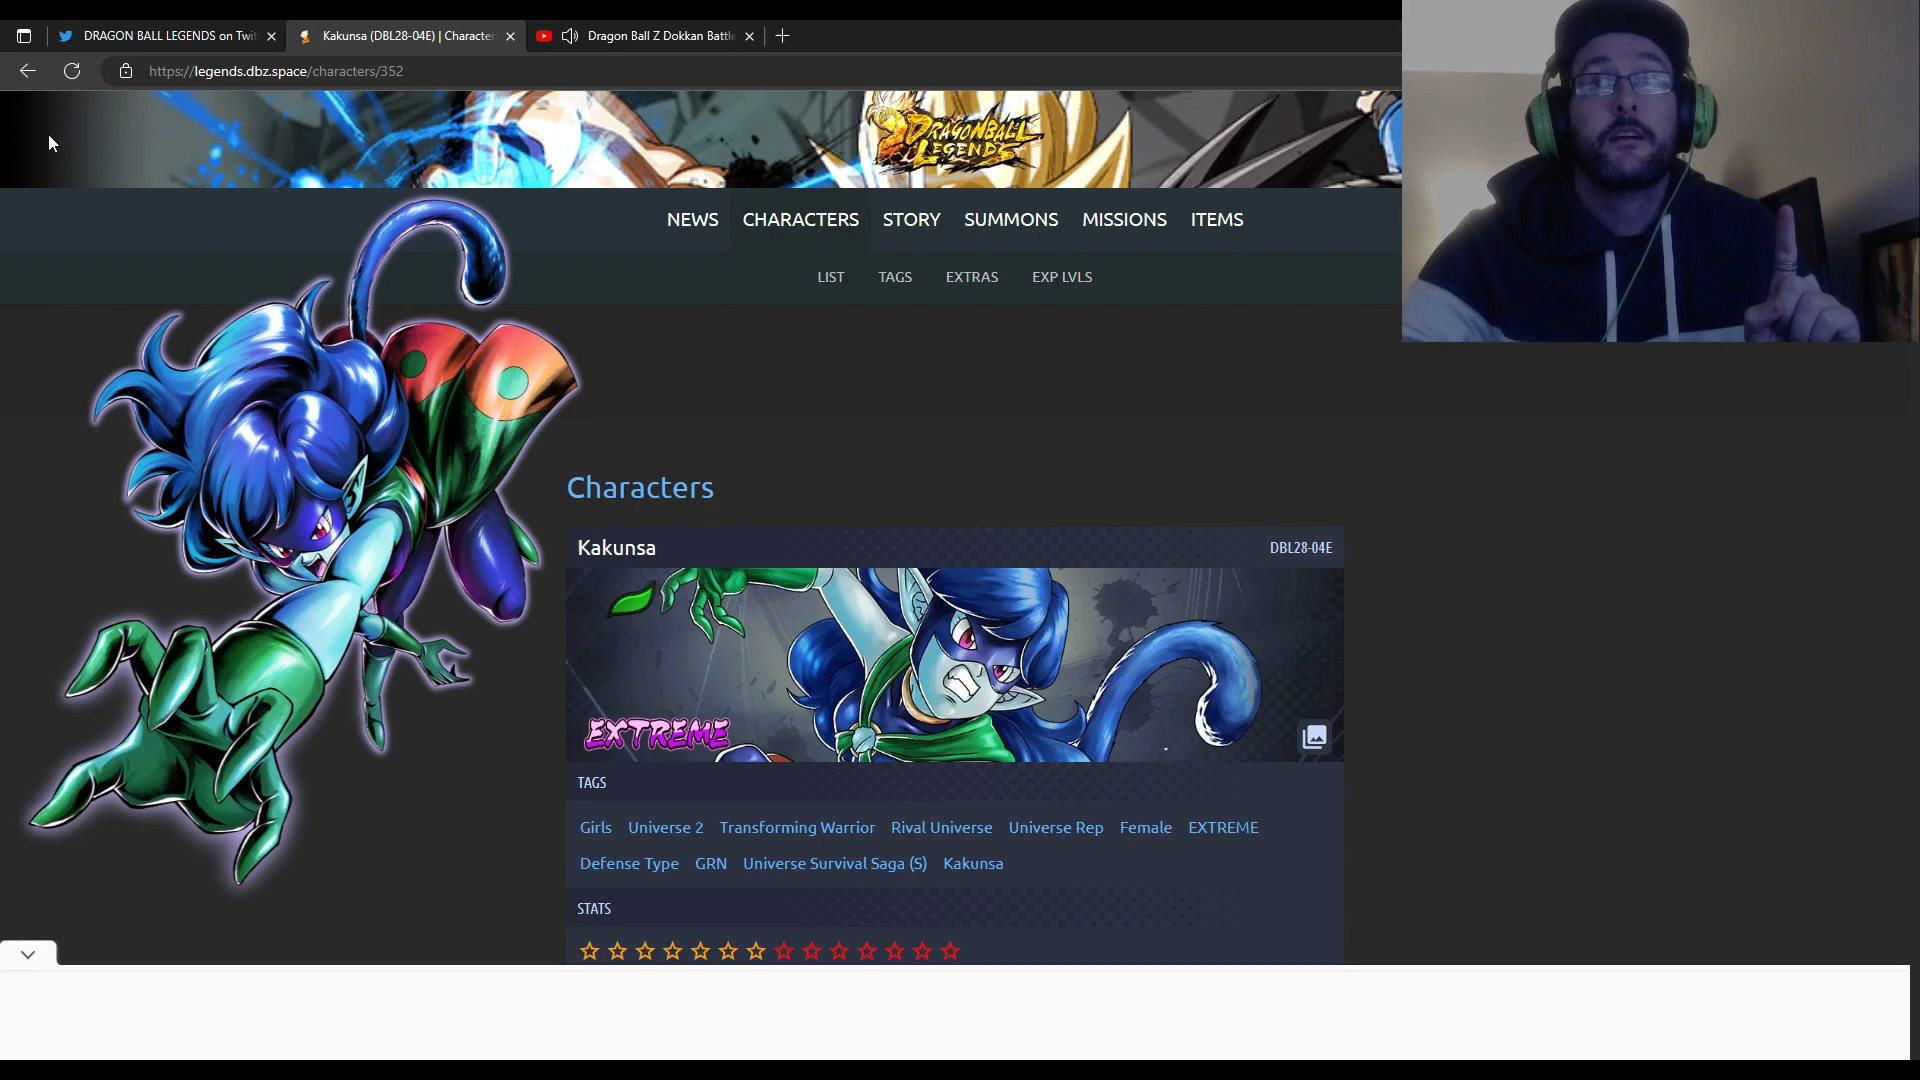 DRAGON BALL LEGENDS on Twit
Kakunsa (DBL28-04E) | Character
Dragon Ball Z Dokkan Battle
https://legends.dbz.space/characters/352
DRAGONBALL
LEGENDS
NEWS CHARACTERS STORY SUMMONS MISSIONS ITEMS
LIST TAGS EXTRAS EXP LVLS
Characters
Kakunsa DBL28-04E
EXTREME
TAGS
Girls Universe 2 Transforming Warrior Rival Universe Universe Rep Female EXTREME
Defense Type GRN Universe Survival Saga (S) Kakunsa
STATS